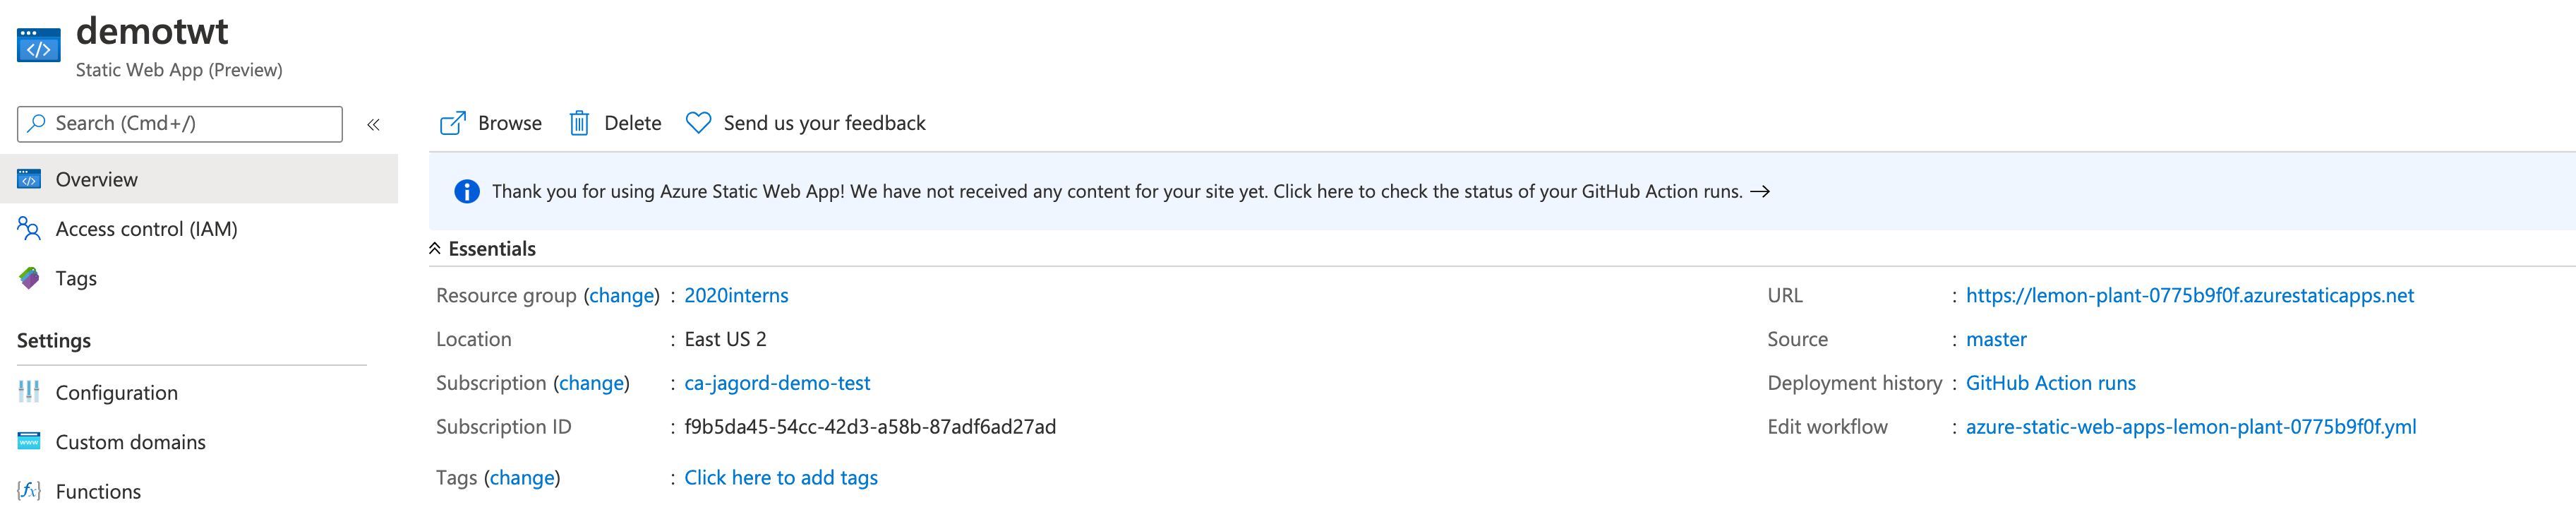 demotwt
Static Web App (Preview)
Search (Cmd+/)
«
Overview
Access control (IAM)
Tags
Settings
Configuration
Custom domains
Functions
Browse
Delete
Send us your feedback
Thank you for using Azure Static Web App! We have not received any content for your site yet. Click here to check the status of your GitHub Action runs. →
Essentials
Resource group (change) : 2020interns
Location : East US 2
Subscription (change) : ca-jagord-demo-test
Subscription ID : f9b5da45-54cc-42d3-a58b-87adf6ad27ad
Tags (change) : Click here to add tags
URL : https://lemon-plant-0775b9f0f.azurestaticapps.net
Source : master
Deployment history : GitHub Action runs
Edit workflow : azure-static-web-apps-lemon-plant-0775b9f0f.yml